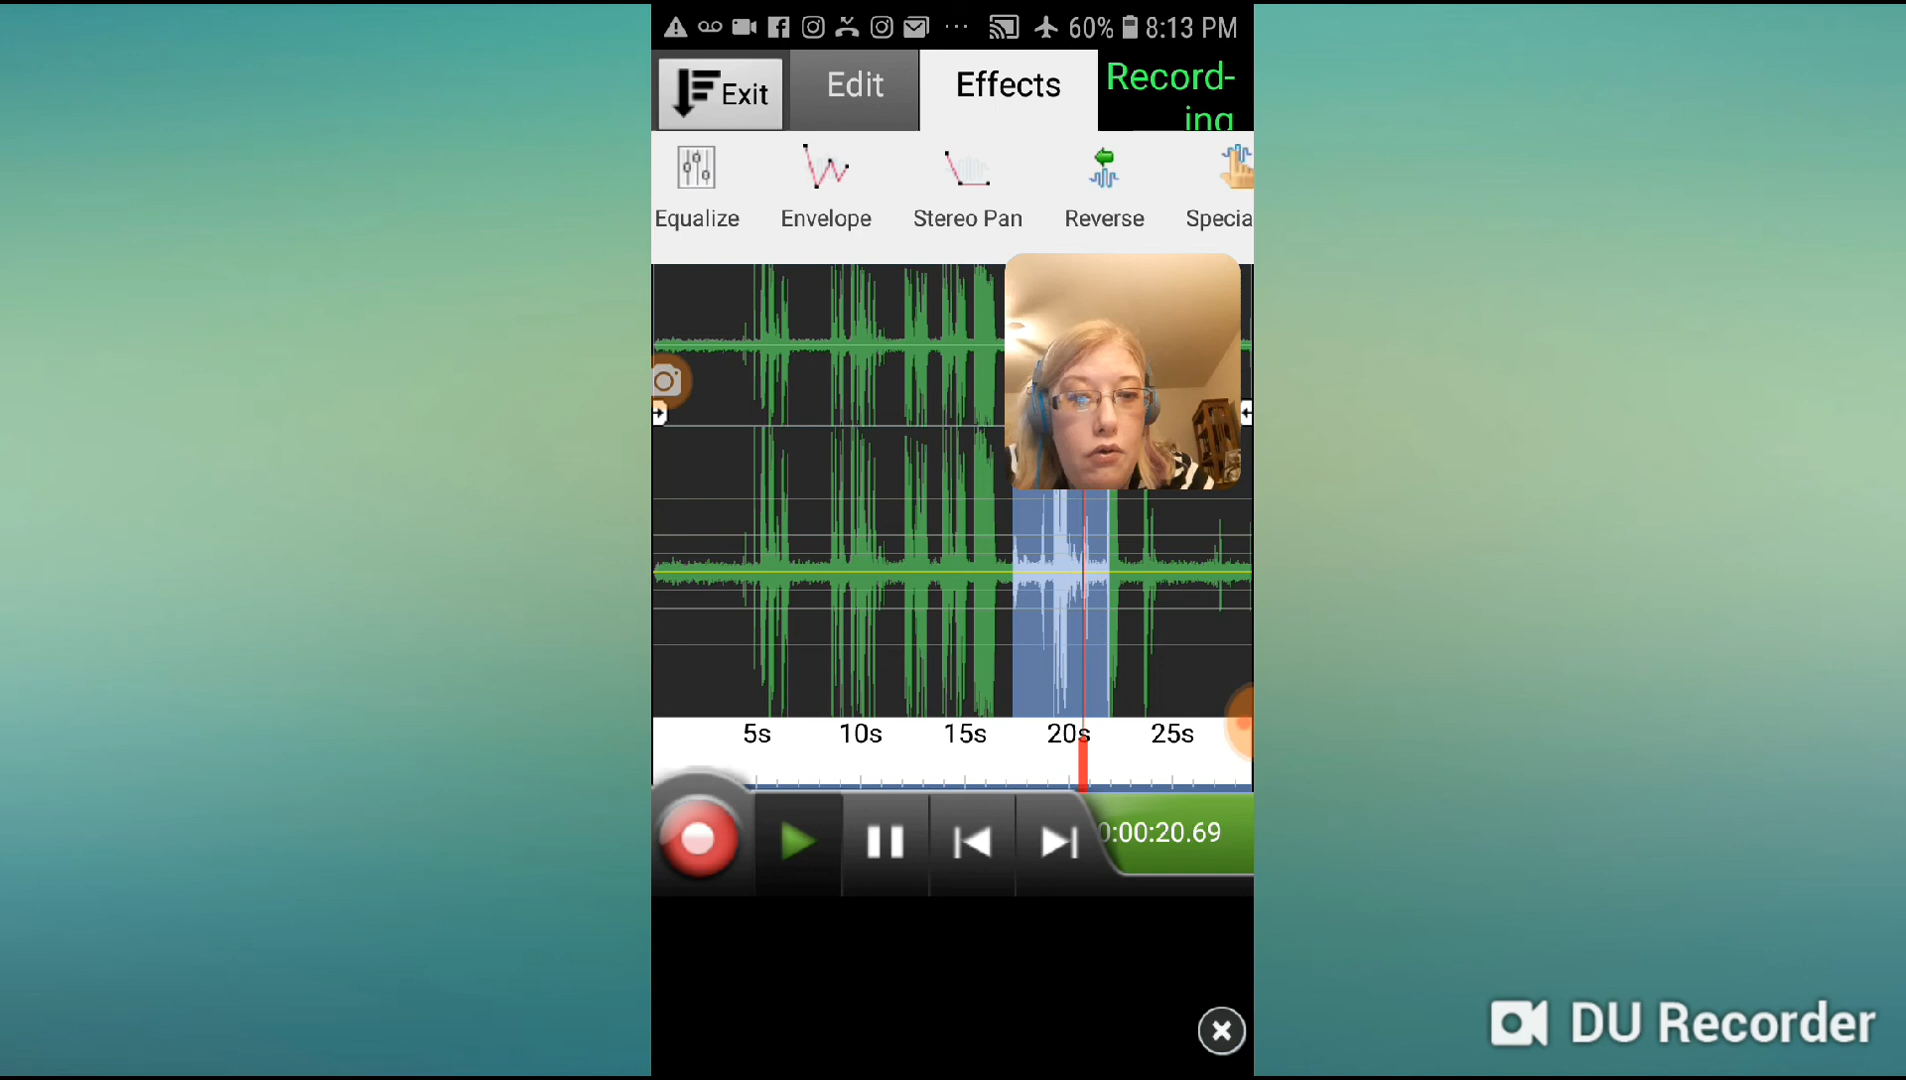 60% 8:13 PM
Exit
Edit
Effects
Record-
ing
Equalize
Envelope
Stereo Pan
Reverse
Specia
5s
10s
15s
20s
25s
0:00:20.69
DU Recorder